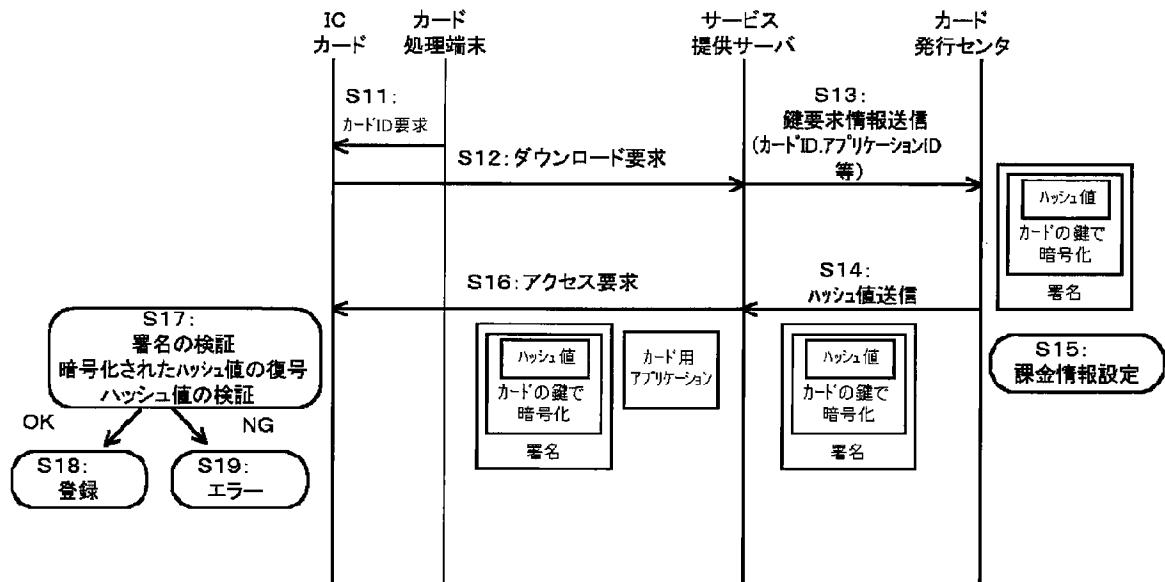 IC
カード
カード
処理端末
サービス
提供サーバ
カード
発行センタ
S11:
カードID要求
S12:ダウンロード要求
S13:
鍵要求情報送信
(カードID.アプリケーションID
等)
ハッシュ値
カードの鍵で
暗号化
署名
S14:
ハッシュ値送信
S16:アクセス要求
S15:
課金情報設定
S17:
署名の検証
暗号化されたハッシュ値の復号
ハッシュ値の検証
ハッシュ値
カードの鍵で
暗号化
署名
カード用
アプリケーション
ハッシュ値
カードの鍵で
暗号化
署名
OK
NG
S18:
登録
S19:
エラー